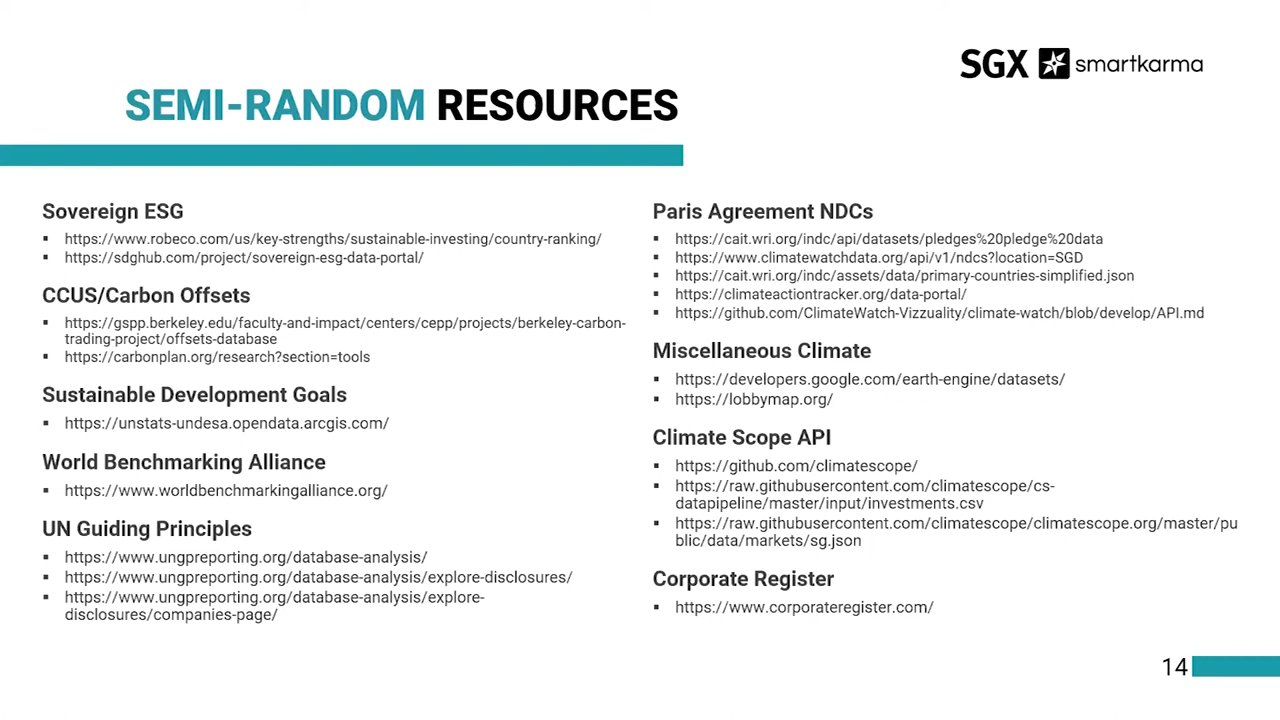 SGX smartkarma
SEMI-RANDOM RESOURCES
Sovereign ESG
▪ https://www.robeco.com/us/key-strengths/sustainable-investing/country-ranking/
▪ https://sdghub.com/project/sovereign-esg-data-portal/
CCUS/Carbon Offsets
▪ https://gspp.berkeley.edu/faculty-and-impact/centers/cepp/projects/berkeley-carbon-
trading-project/offsets-database
▪ https://carbonplan.org/research?section=tools
Sustainable Development Goals
▪ https://unstats-undesa.opendata.arcgis.com/
World Benchmarking Alliance
▪ https://www.worldbenchmarkingalliance.org/
UN Guiding Principles
▪ https://www.ungpreporting.org/database-analysis/
▪ https://www.ungpreporting.org/database-analysis/explore-disclosures/
▪ https://www.ungpreporting.org/database-analysis/explore-
disclosures/companies-page/
Paris Agreement NDCs
▪ https://cait.wri.org/indc/api/datasets/pledges%20pledge%20data
▪ https://www.climatewatchdata.org/api/v1/ndcs?location=SGD
▪ https://cait.wri.org/indc/assets/data/primary-countries-simplified.json
▪ https://climateactiontracker.org/data-portal/
▪ https://github.com/ClimateWatch-Vizzuality/climate-watch/blob/develop/API.md
Miscellaneous Climate
▪ https://developers.google.com/earth-engine/datasets/
▪ https://lobbymap.org/
Climate Scope API
▪ https://github.com/climatescope/
▪ https://raw.githubusercontent.com/climatescope/cs-
datapipeline/master/input/investments.csv
▪ https://raw.githubusercontent.com/climatescope/climatescope.org/master/pu
blic/data/markets/sg.json
Corporate Register
▪ https://www.corporateregister.com/
14